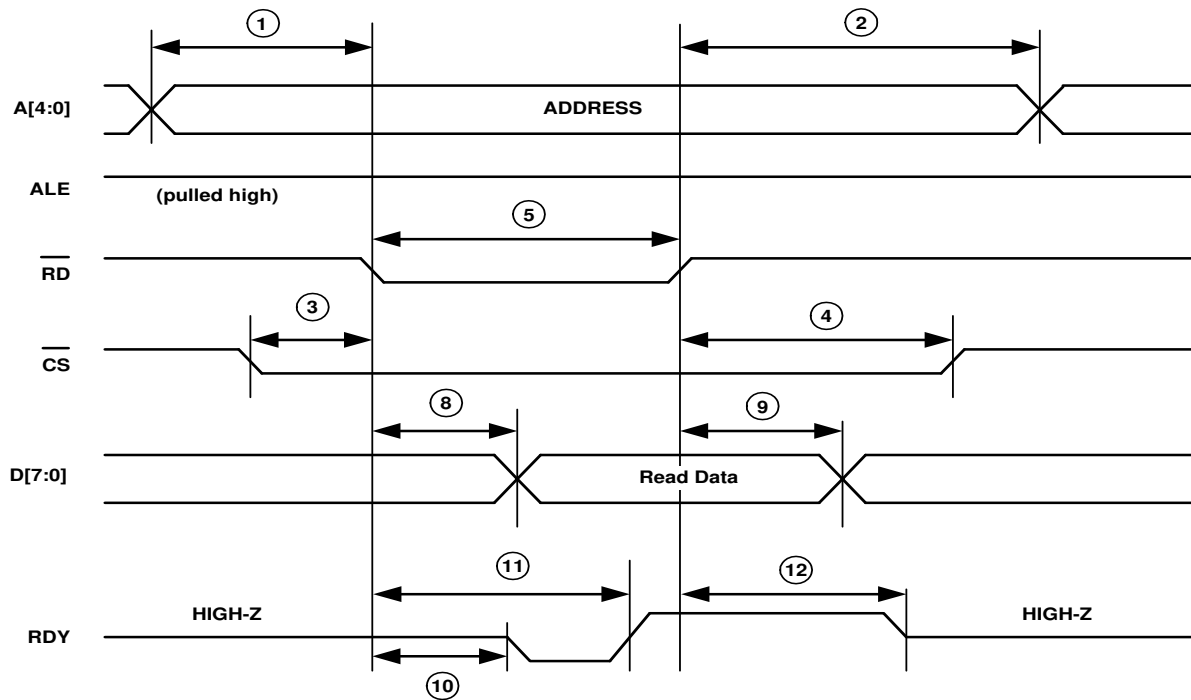 1
2
A[4:0]
ADDRESS
ALE
(pulled high)
5
RD
3
4
CS
8
9
D[7:0]
Read Data
11
12
HIGH-Z
HIGH-Z
RDY
10